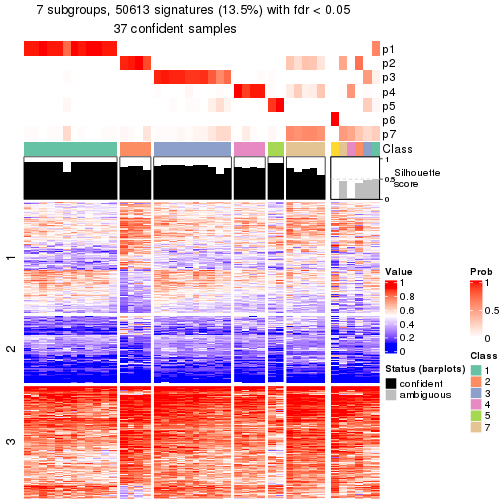 7 subgroups, 50613 signatures (13.5%) with fdr < 0.05
37 confident samples
p1
p2
p3
p4
p5
p6
p7
Class
1
0.5
0
Silhouette
score
1
2
3
Value
1
0.8
0.6
0.4
0.2
0
Status (barplots)
confident
ambiguous
Prob
1
0.5
0
Class
1
2
3
4
5
7